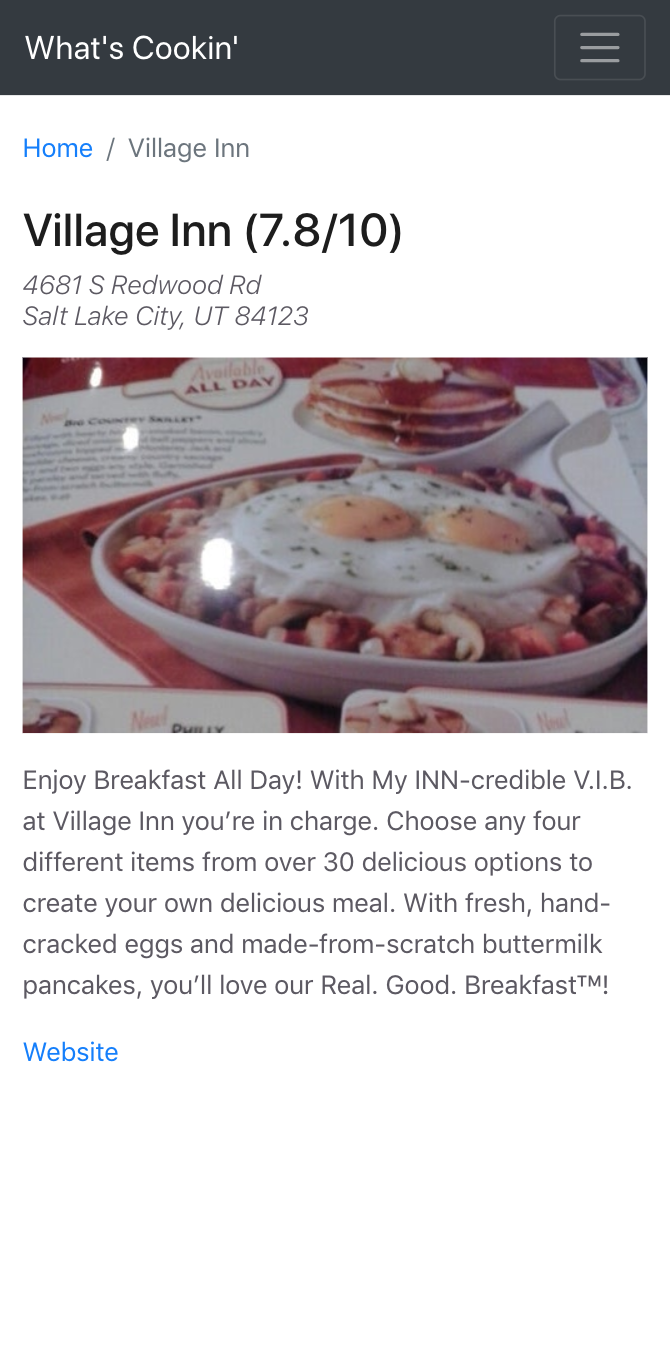 What's Cookin'
Home / Village Inn
Village Inn (7.8/10)
4681 S Redwood Rd
Salt Lake City, UT 84123
Available
ALL DAY
New!
Big Country Skillet™
New!
Philly
New!
Enjoy Breakfast All Day! With My INN-credible V.I.B.
at Village Inn you’re in charge. Choose any four
different items from over 30 delicious options to
create your own delicious meal. With fresh, hand-
cracked eggs and made-from-scratch buttermilk
pancakes, you’ll love our Real. Good. Breakfast™!
Website